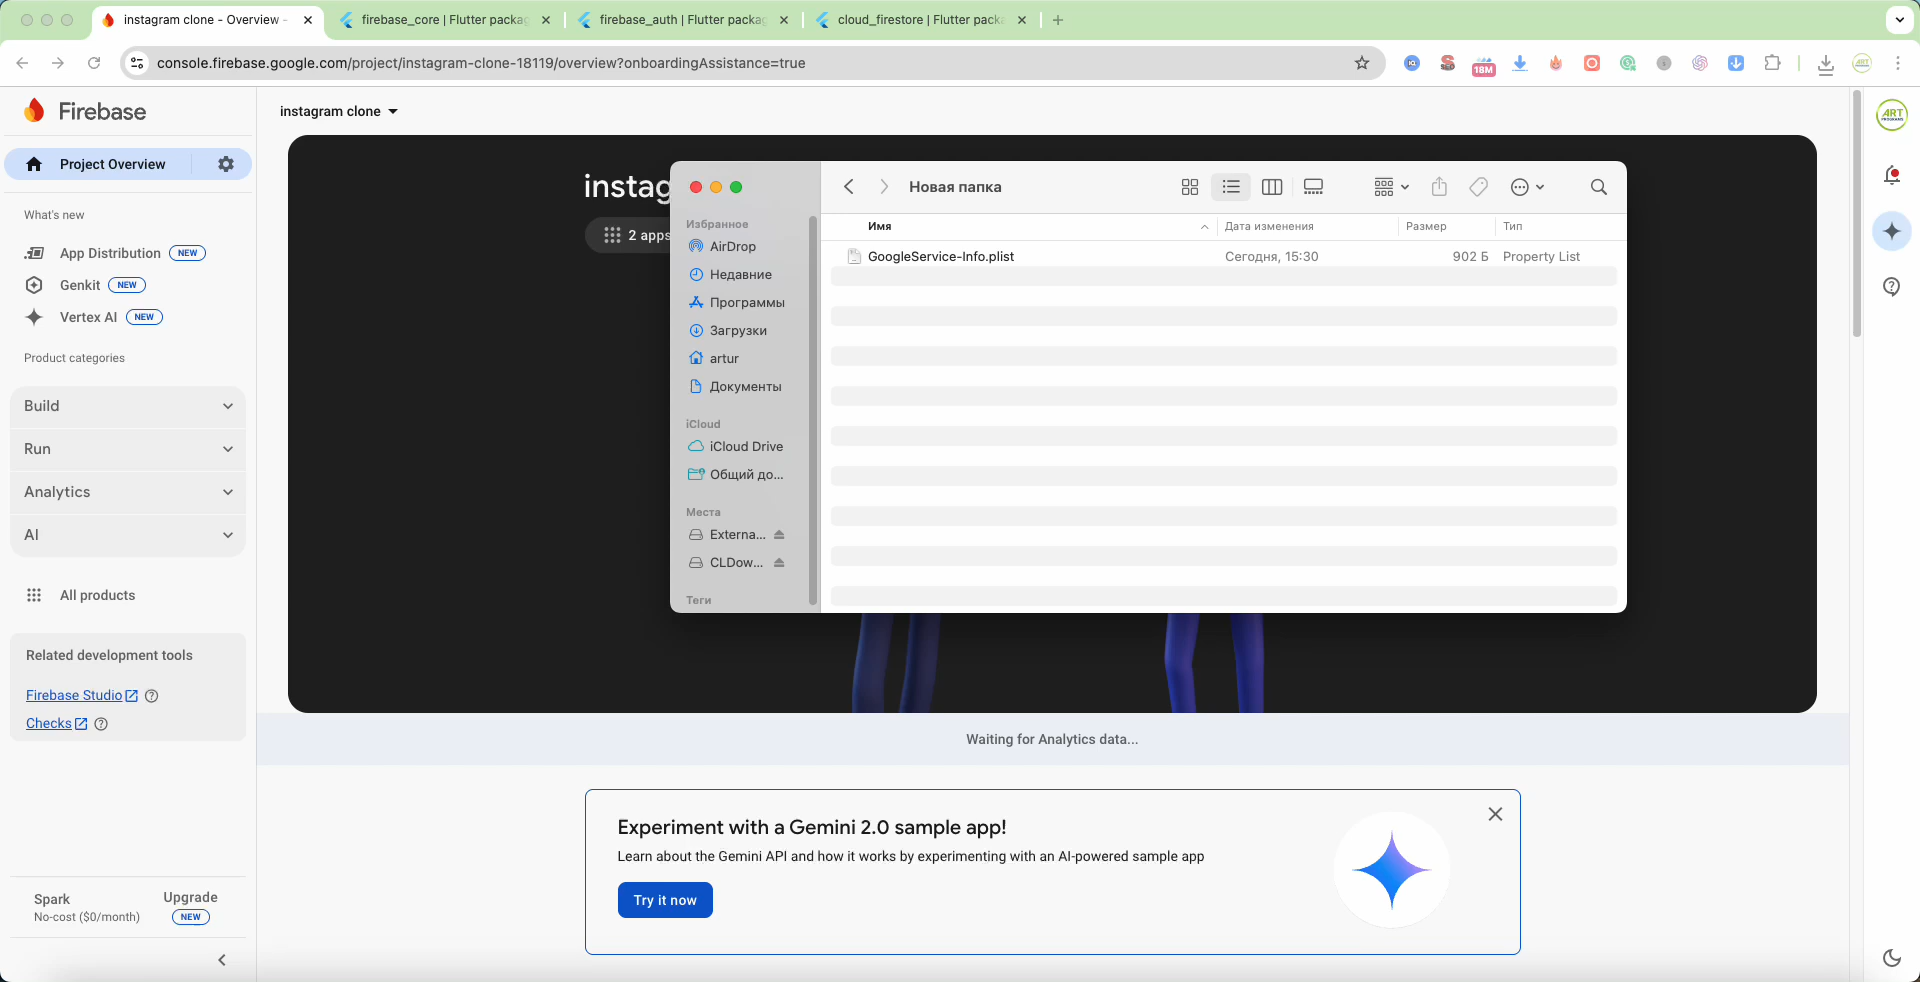 instagram clone - Overview -
firebase_core | Flutter packag
firebase_auth | Flutter packag
cloud_firestore | Flutter packa
console.firebase.google.com/project/instagram-clone-18119/overview?onboardingAssistance=true
18M
Firebase
instagram clone
ART
Project Overview
What's new
App Distribution NEW
Genkit NEW
Vertex AI NEW
Product categories
Build
Run
Analytics
AI
All products
Related development tools
Firebase Studio
Checks
Spark
No-cost ($0/month)
Upgrade
NEW
instag
2 apps
Избранное
AirDrop
Недавние
Программы
Загрузки
artur
Документы
iCloud
iCloud Drive
Общий до...
Места
Externa...
CLDow...
Теги
Новая папка
Имя Дата изменения Размер Тип
GoogleService-Info.plist Сегодня, 15:30 902 Б Property List
Waiting for Analytics data...
Experiment with a Gemini 2.0 sample app!
Learn about the Gemini API and how it works by experimenting with an AI-powered sample app
Try it now